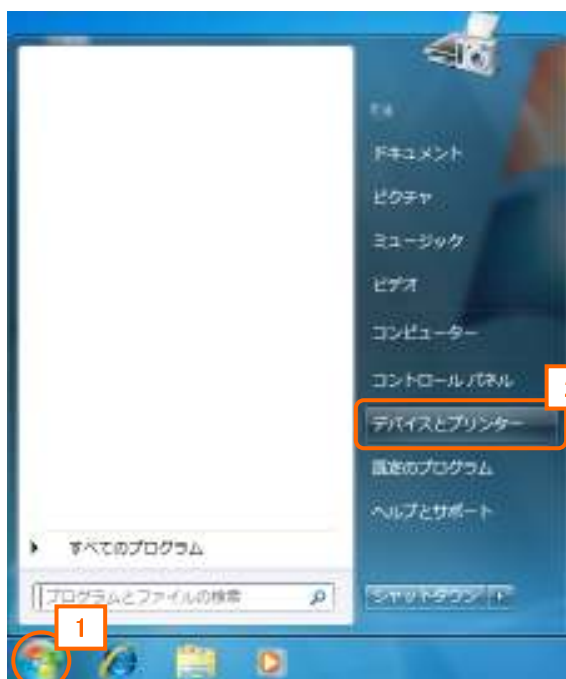 ドキュメント
ピクチャ
ミュージック
ビデオ
コンピューター
コントロール パネル
デバイスとプリンター
既定のプログラム
ヘルプとサポート
すべてのプログラム
プログラムとファイルの検索
シャットダウン
1